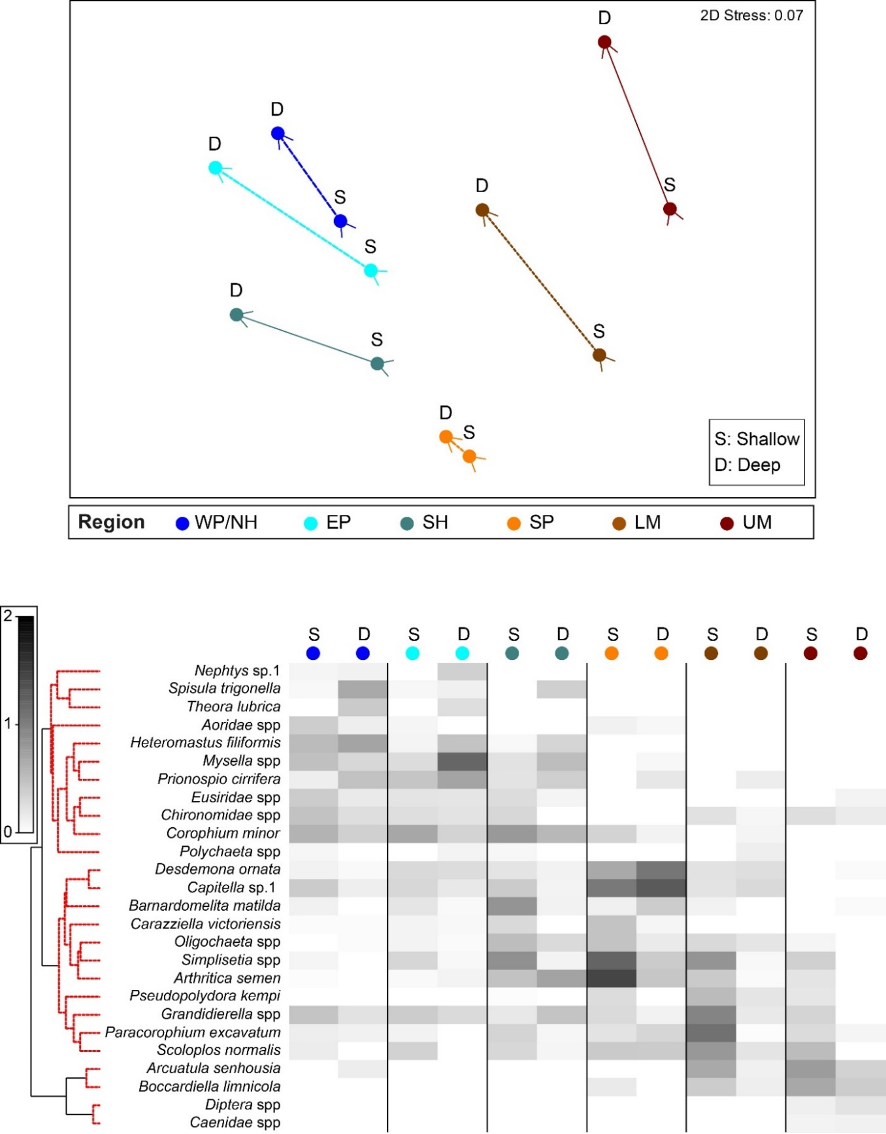 2D Stress: 0.07
D
D
D
S
D
S
D
S
S
D
S
S
D
S
S: Shallow
D: Deep
Region WP/NH EP SH SP LM UM
2
1
0
S D S D S D S D S D S D
Nephtys sp.1
Spisula trigonella
Theora lubrica
Aoridae spp
Heteromastus filiformis
Mysella spp
Prionospio cirrifera
Eusiridae spp
Chironomidae spp
Corophium minor
Polychaeta spp
Desdemona ornata
Capitella sp.1
Barnardomelita matilda
Carazziella victoriensis
Oligochaeta spp
Simplisetia spp
Arthritica semen
Pseudopolydora kempi
Grandidierella spp
Paracorophium excavatum
Scoloplos normalis
Arcuatula senhousia
Boccardiella limnicola
Diptera spp
Caenidae spp